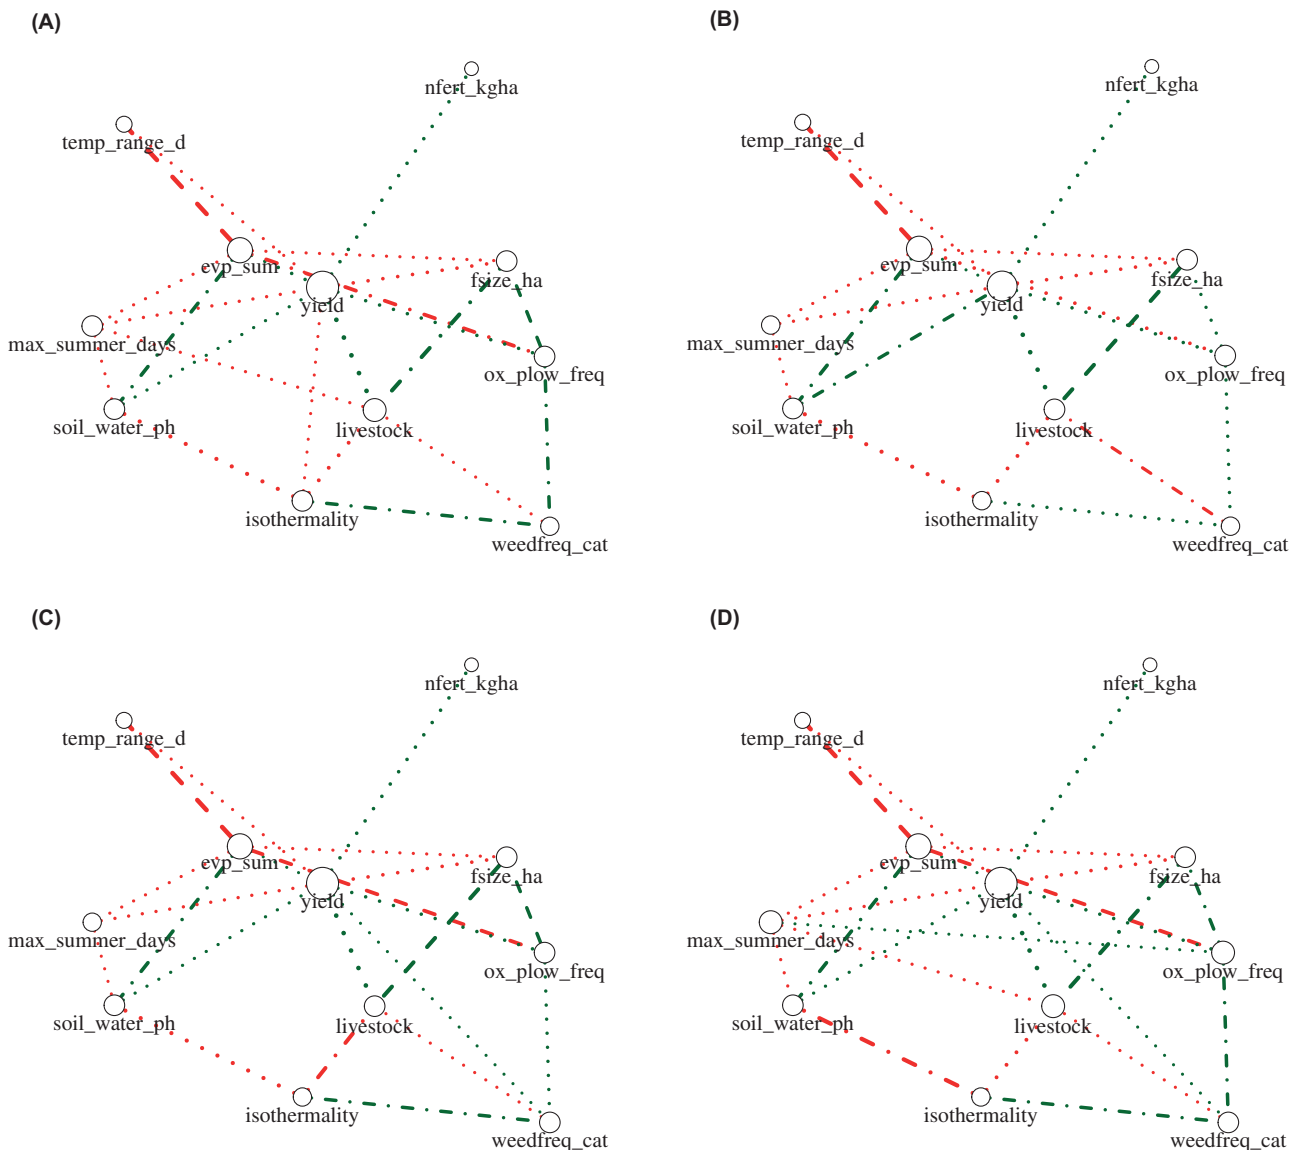 (A)
nfert_kgha
temp_range_d
evp_sum
fsize_ha
yield
max_summer_days
ox_plow_freq
soil_water_ph
livestock
isothermality
weedfreq_cat
(B)
nfert_kgha
temp_range_d
evp_sum
fsize_ha
yield
max_summer_days
ox_plow_freq
soil_water_ph
livestock
isothermality
weedfreq_cat
(C)
nfert_kgha
temp_range_d
evp_sum
fsize_ha
yield
max_summer_days
ox_plow_freq
soil_water_ph
livestock
isothermality
weedfreq_cat
(D)
nfert_kgha
temp_range_d
evp_sum
fsize_ha
yield
max_summer_days
ox_plow_freq
soil_water_ph
livestock
isothermality
weedfreq_cat